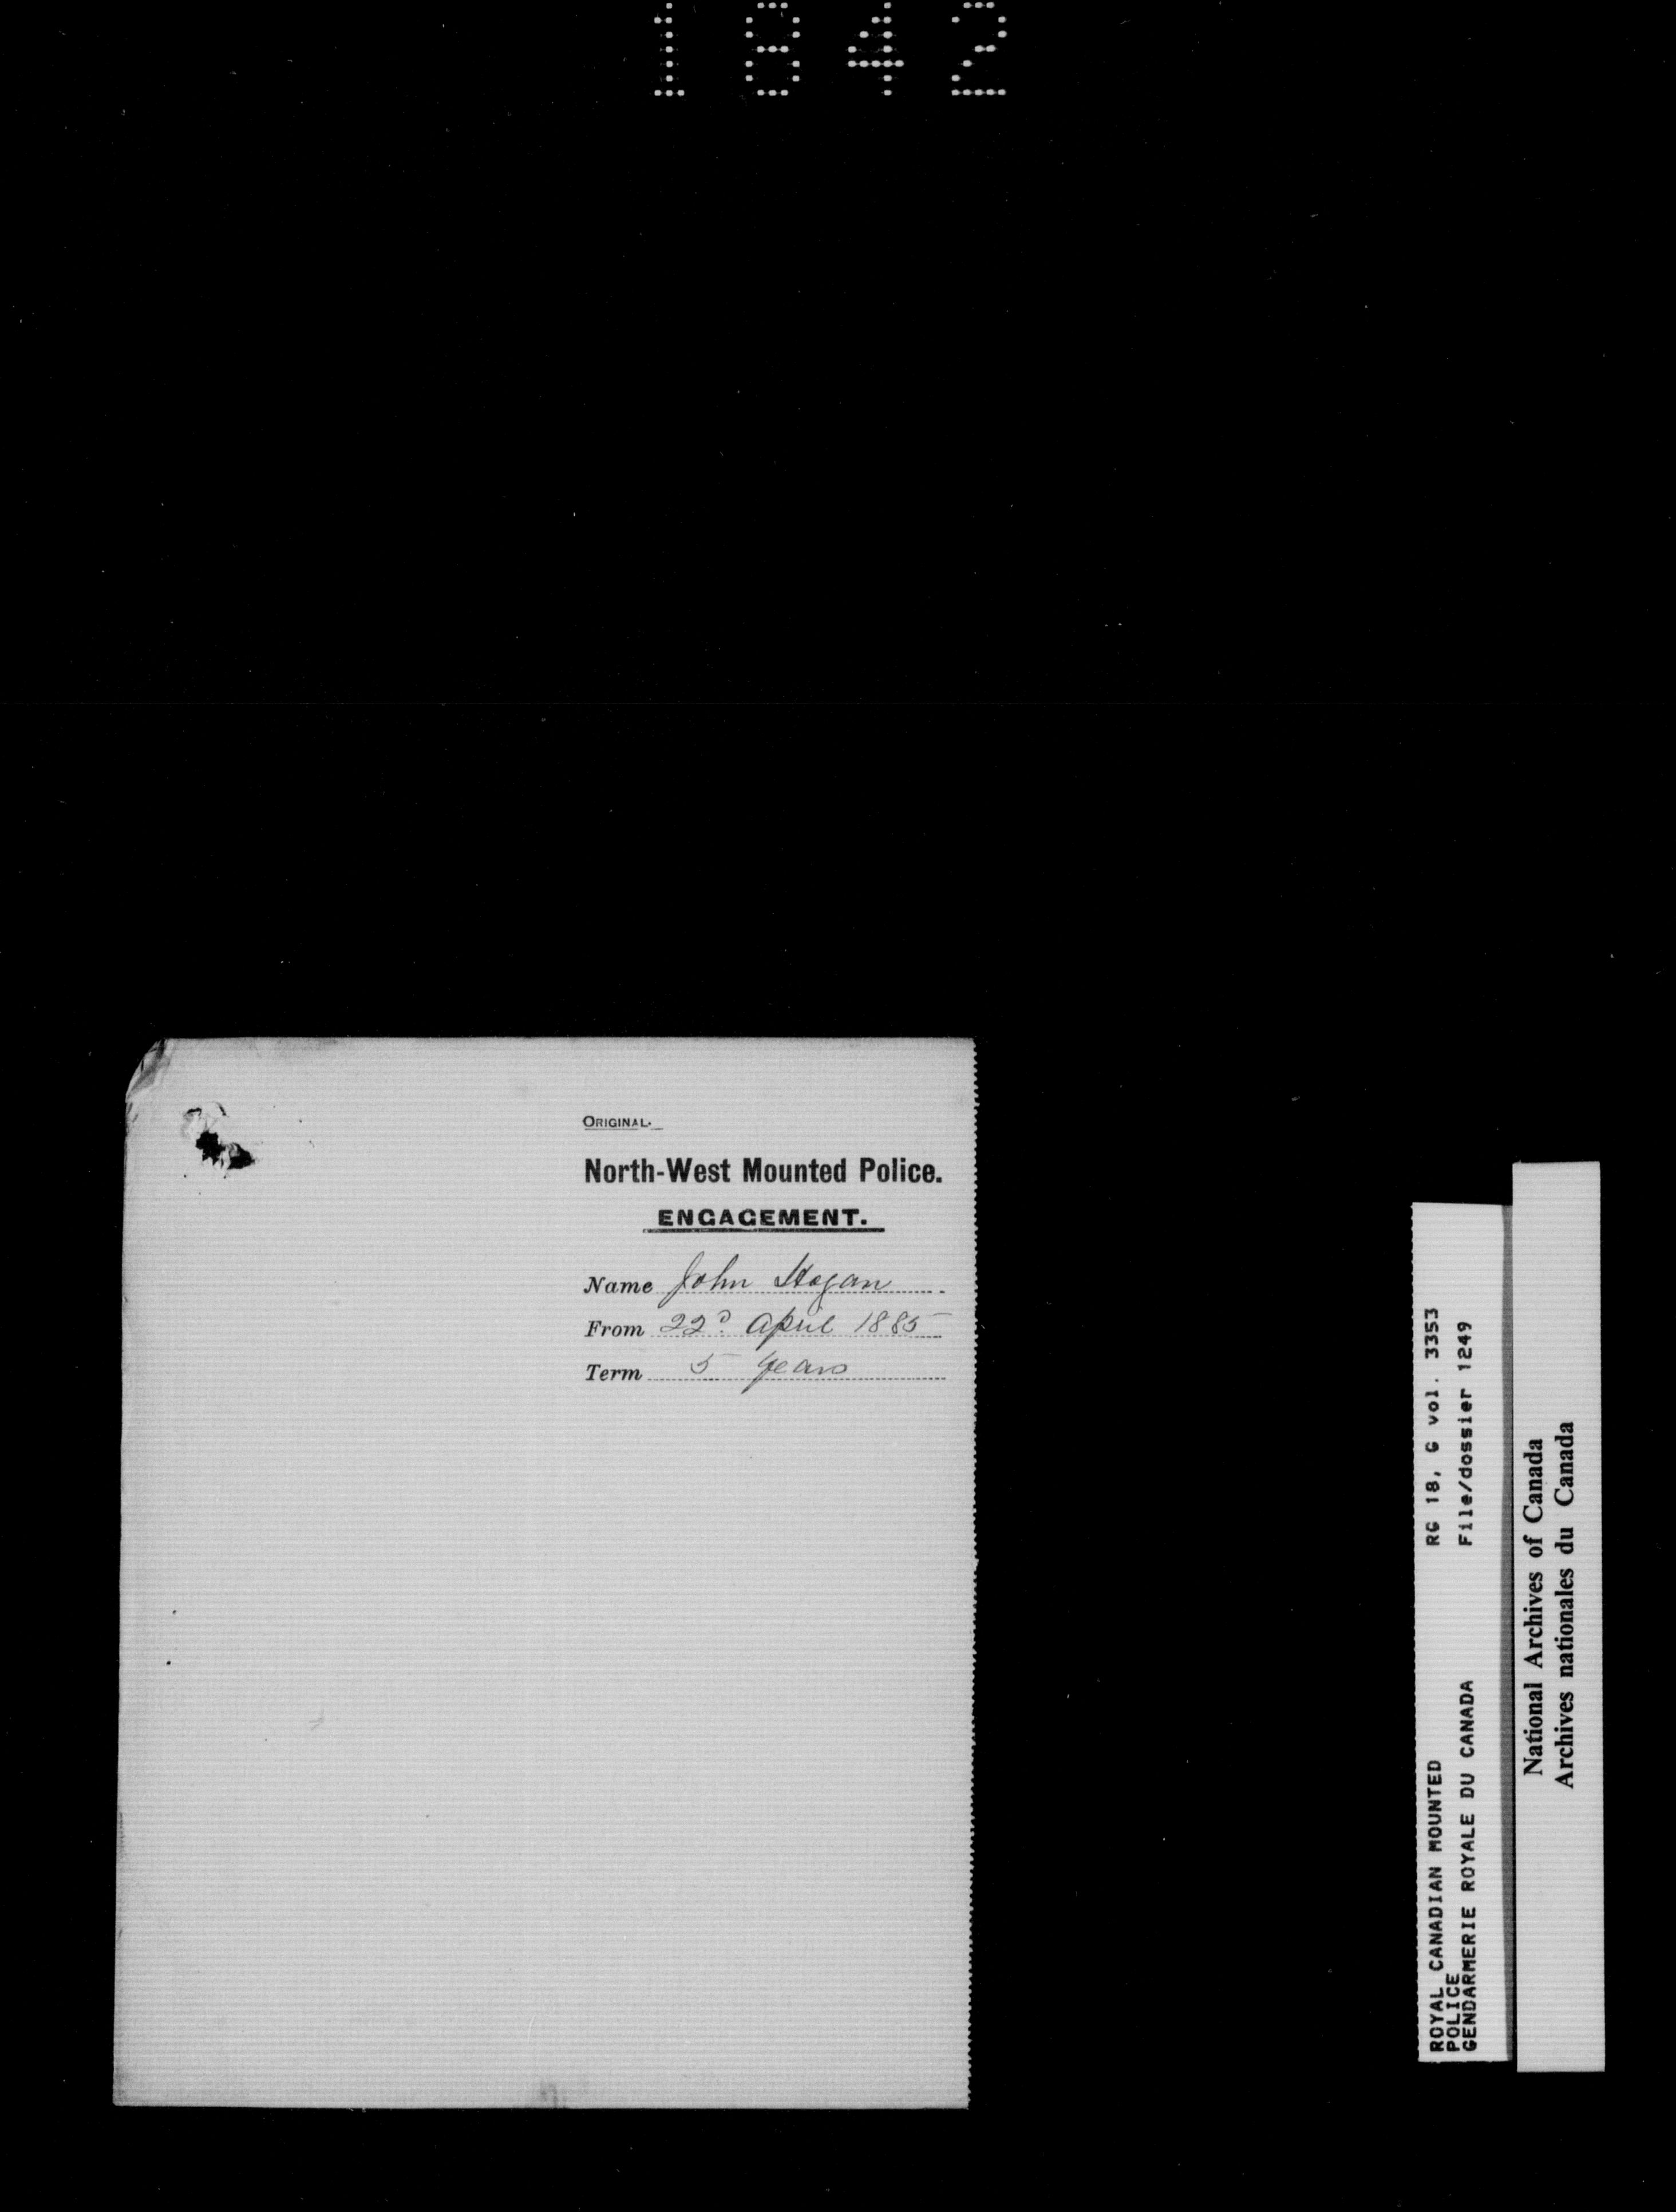 1842
ORIGINAL.
North-West Mounted Police.
ENGAGEMENT.
Name John Hogan
From 22D. April 1885
Term 5 years
RG 18, G vol. 3353
File/dossier 1249
ROYAL CANADIAN MOUNTED
POLICE
GENDARMERIE ROYALE DU CANADA
National Archives of Canada
Archives nationales du Canada